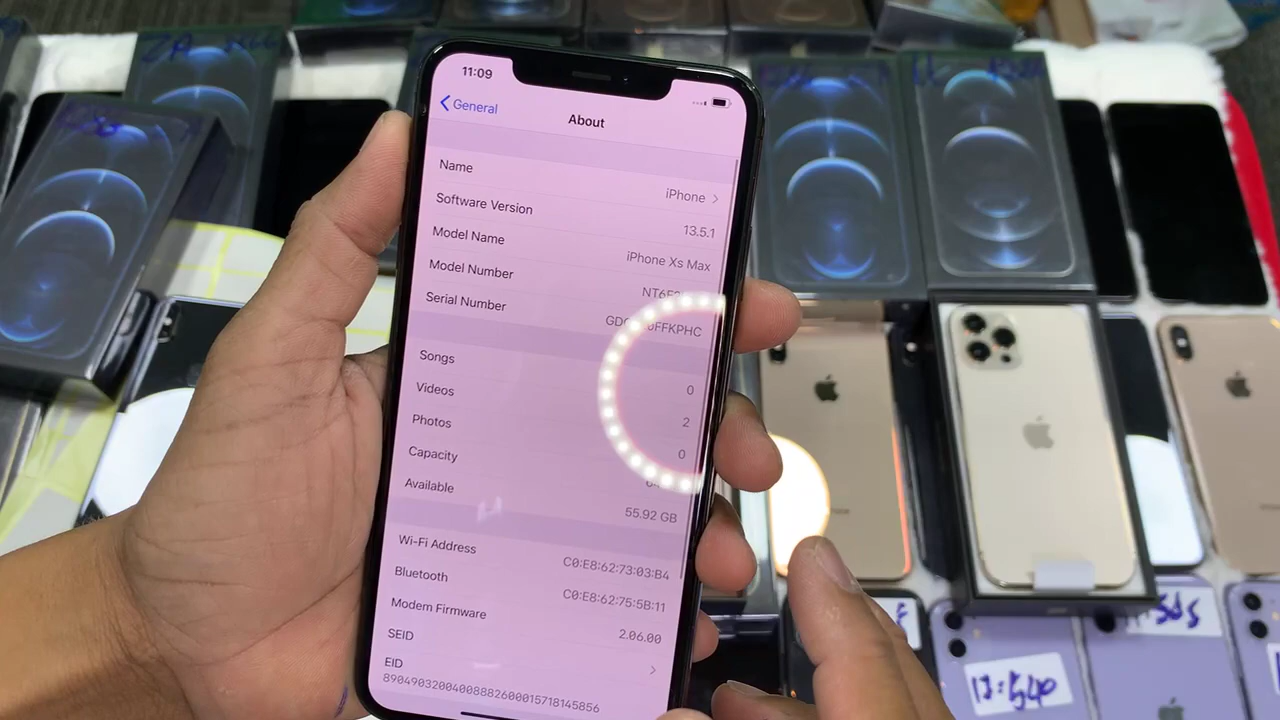 11:09
General
About
Name
iPhone
Software Version
13.5.1
Model Name
iPhone Xs Max
Model Number
Serial Number
Songs
0
Videos
2
Photos
0
Capacity
Available
55.92 GB
Wi-Fi Address
C0:E8:62:73:03:B4
Bluetooth
C0:E8:62:75:5B:11
Modem Firmware
2.06.00
SEID
EID
89049032004008882600015718145856